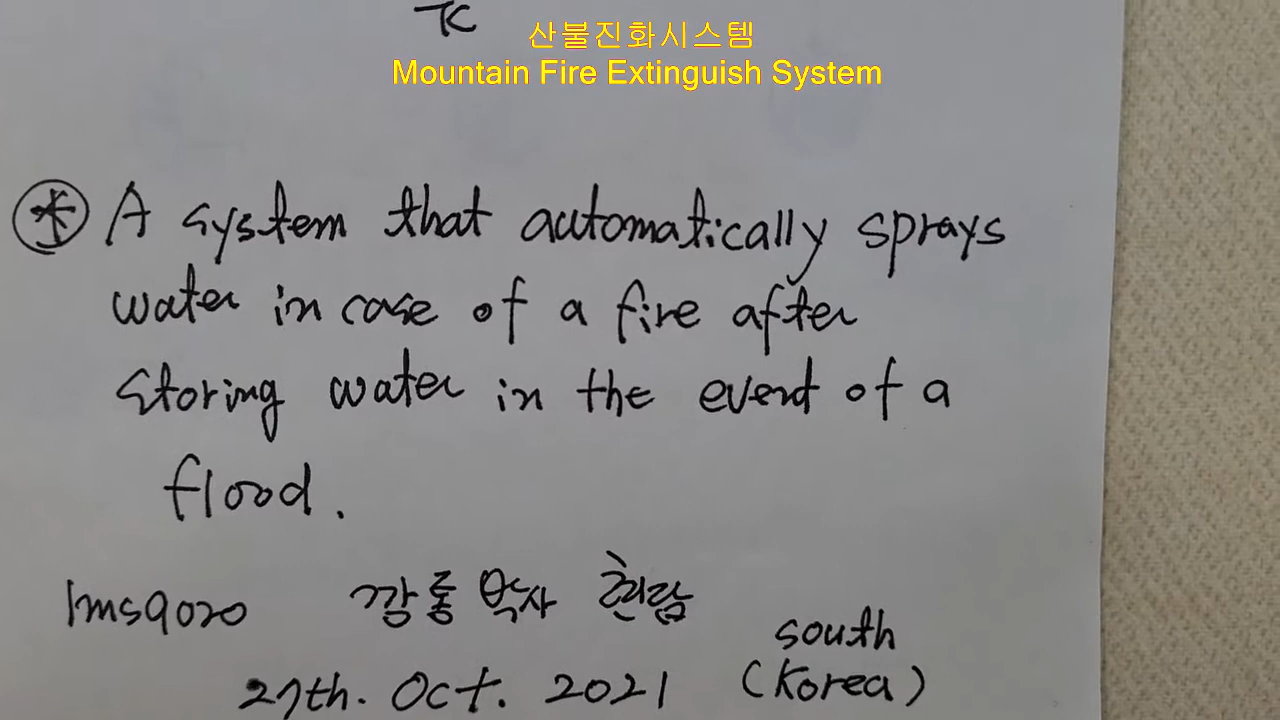 산불진화시스템
Mountain Fire Extinguish System
A system that automatically sprays
water in case of a fire after
storing water in the event of a
flood.
lms9020 깡통박사
south
27th. Oct. 2021 (Korea)